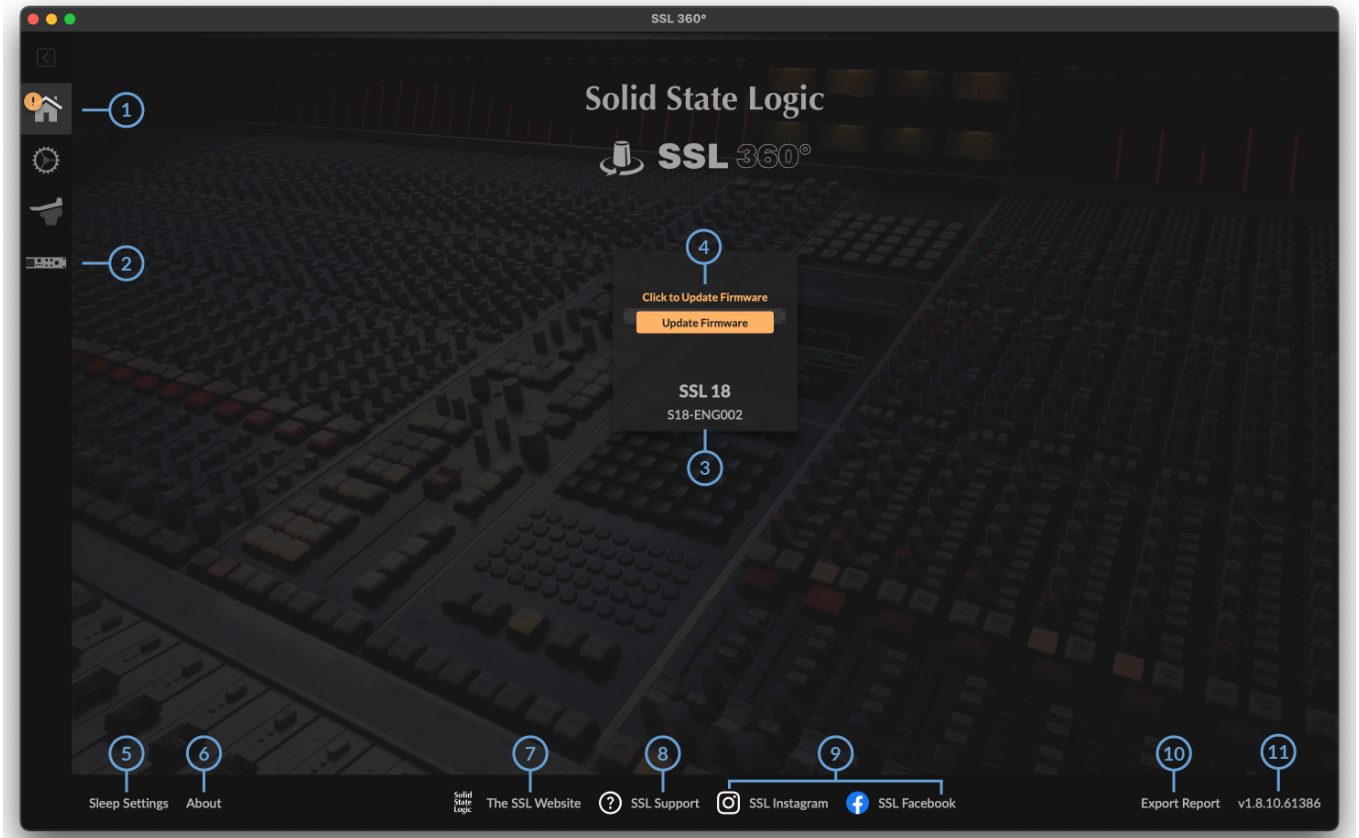 SSL 360°
!
1
Solid State Logic
SSL 360°
2
4
Click to Update Firmware
Update Firmware
SSL 18
S18-ENG002
3
5
6
7
8
9
10
11
Sleep Settings
About
Solid State Logic
The SSL Website
?
SSL Support
SSL Instagram
f
SSL Facebook
Export Report
v1.8.10.61386